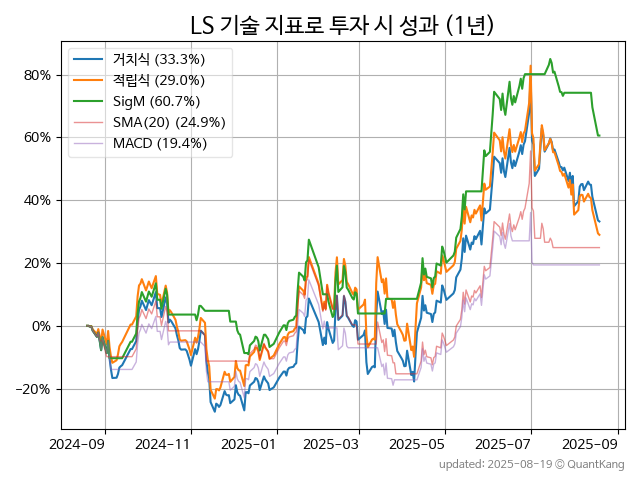 LS 기술 지표로 투자 시 성과 (1년)
거치식 (33.3%)
적립식 (29.0%)
SigM (60.7%)
SMA(20) (24.9%)
MACD (19.4%)
80%
60%
40%
20%
0%
−20%
2024-09 2024-11 2025-01 2025-03 2025-05 2025-07 2025-09
updated: 2025-08-19 © QuantKang